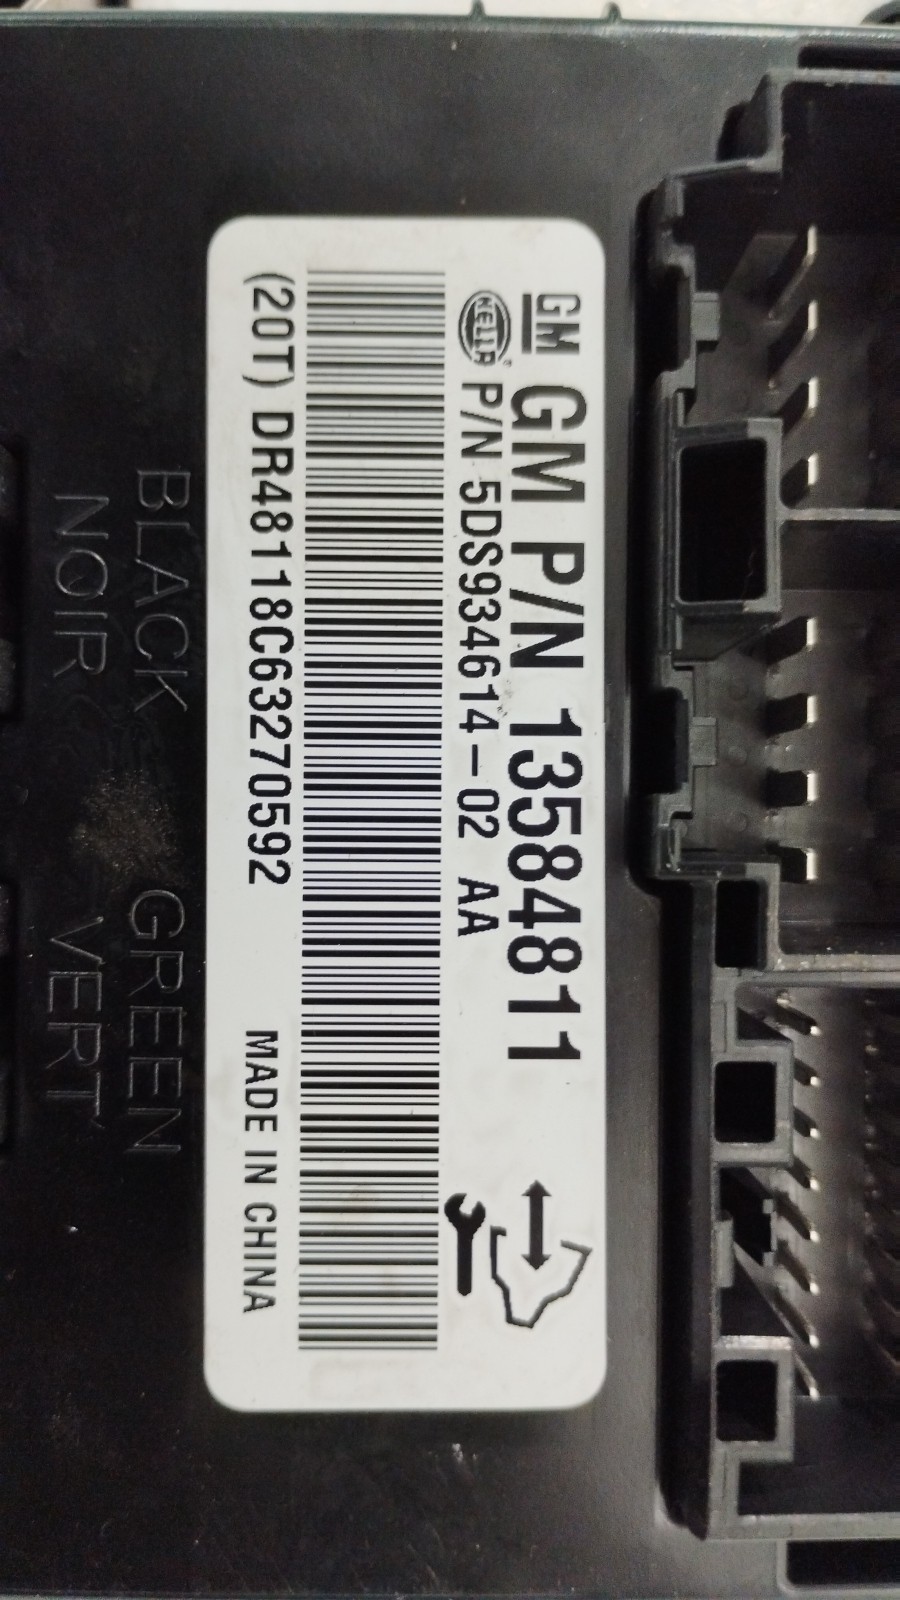 GM GM P/N 13584811
HELLA P/N 5DS934614-02 AA
(20T) DR48118C63270592 MADE IN CHINA
BLACK GREEN
NOIR VERT